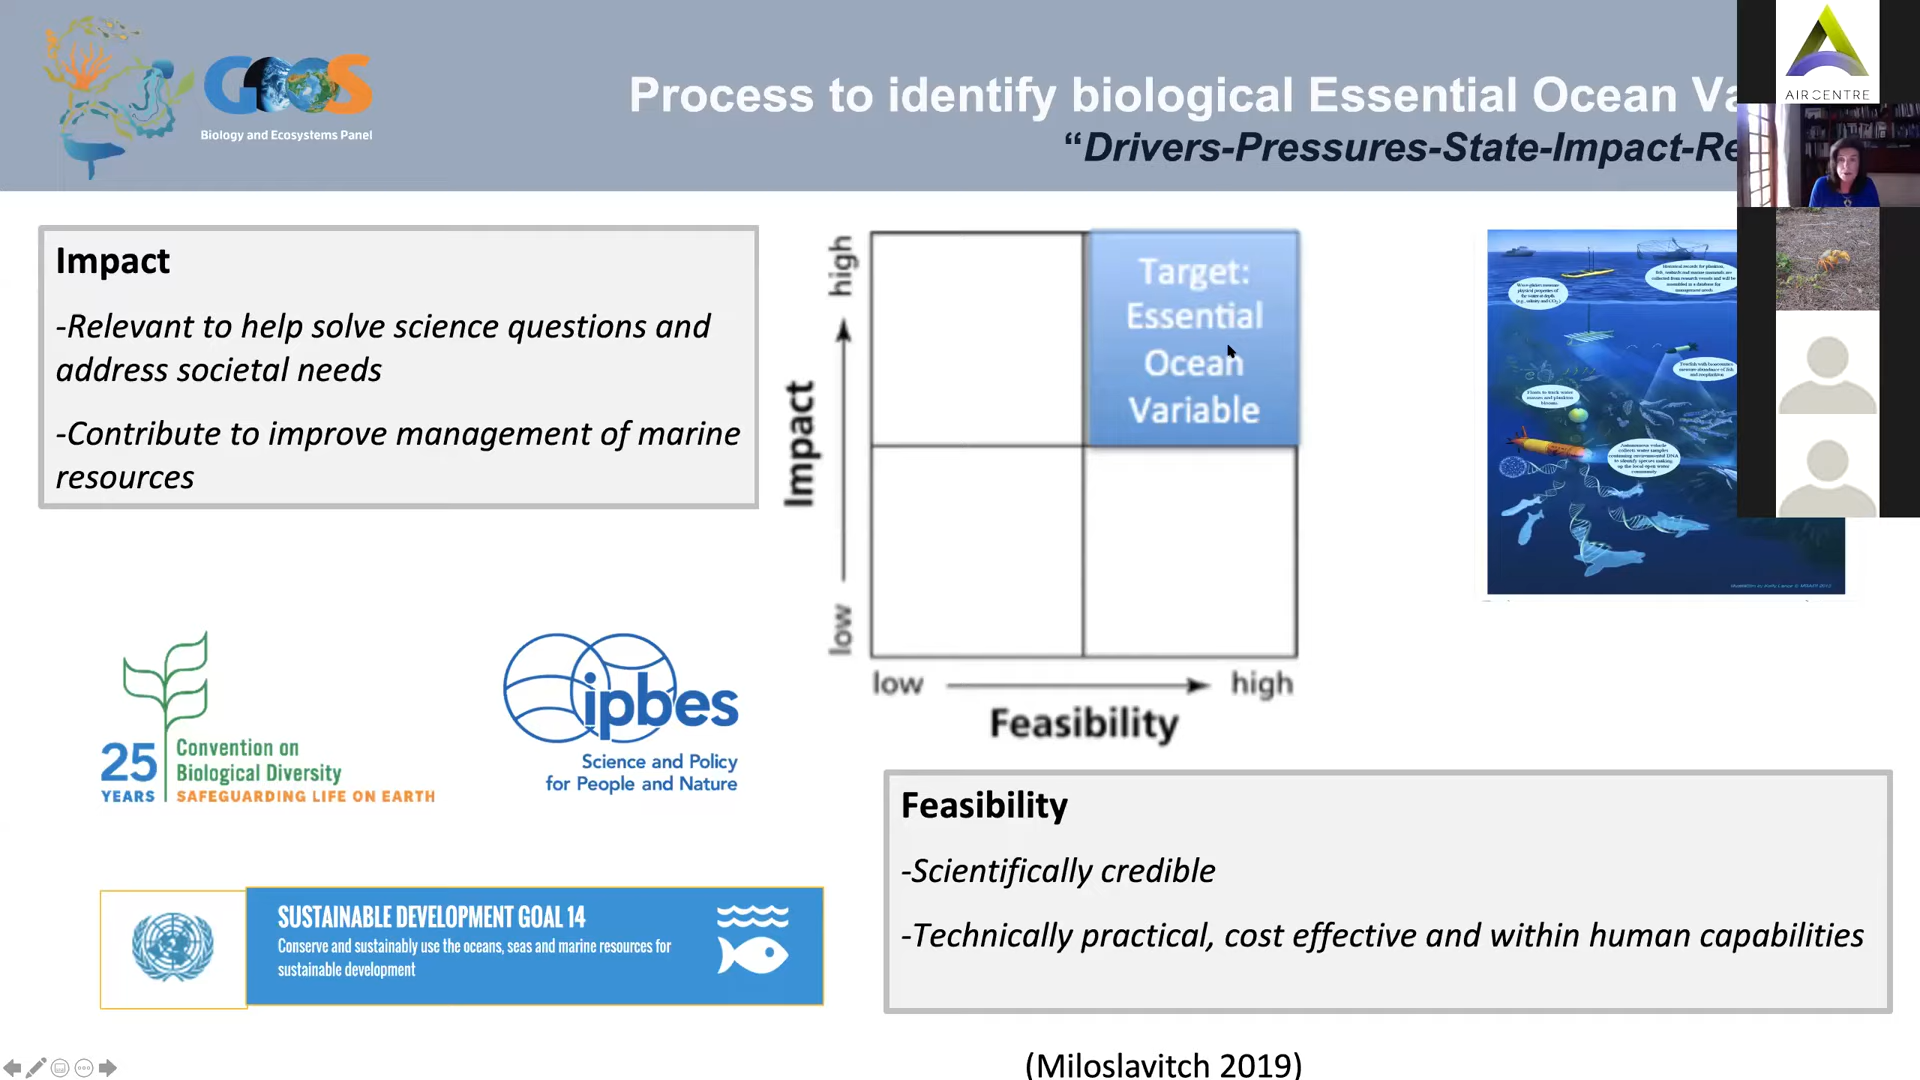 GOOS
Biology and Ecosystems Panel
Process to identify biological Essential Ocean Va
“Drivers-Pressures-State-Impact-Re
AIRCENTRE
Impact
-Relevant to help solve science questions and
address societal needs
-Contribute to improve management of marine
resources
high
Impact
low
Target:
Essential
Ocean
Variable
low
high
Feasibility
25
YEARS
Convention on
Biological Diversity
SAFEGUARDING LIFE ON EARTH
ipbes
Science and Policy
for People and Nature
SUSTAINABLE DEVELOPMENT GOAL 14
Conserve and sustainably use the oceans, seas and marine resources for
sustainable development
Feasibility
-Scientifically credible
-Technically practical, cost effective and within human capabilities
(Miloslavitch 2019)